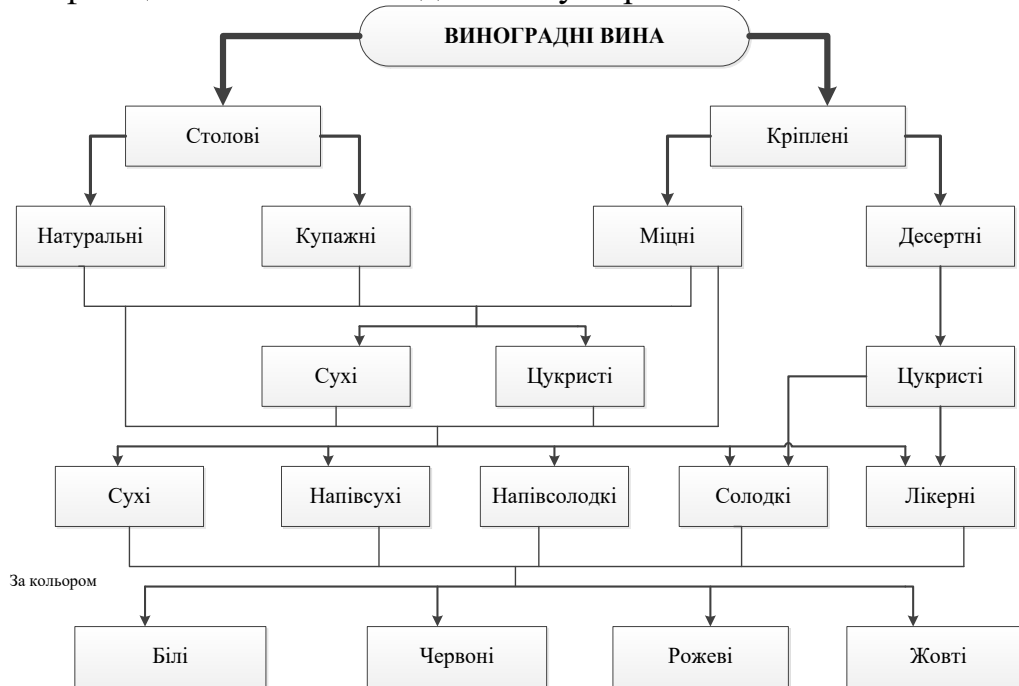 ВИНОГРАДНІ ВИНА
Столові
Кріплені
Натуральні
Купажні
Міцні
Десертні
Сухі
Цукристі
Цукристі
Сухі
Напівсухі
Напівсолодкі
Солодкі
Лікерні
За кольором
Білі
Червоні
Рожеві
Жовті